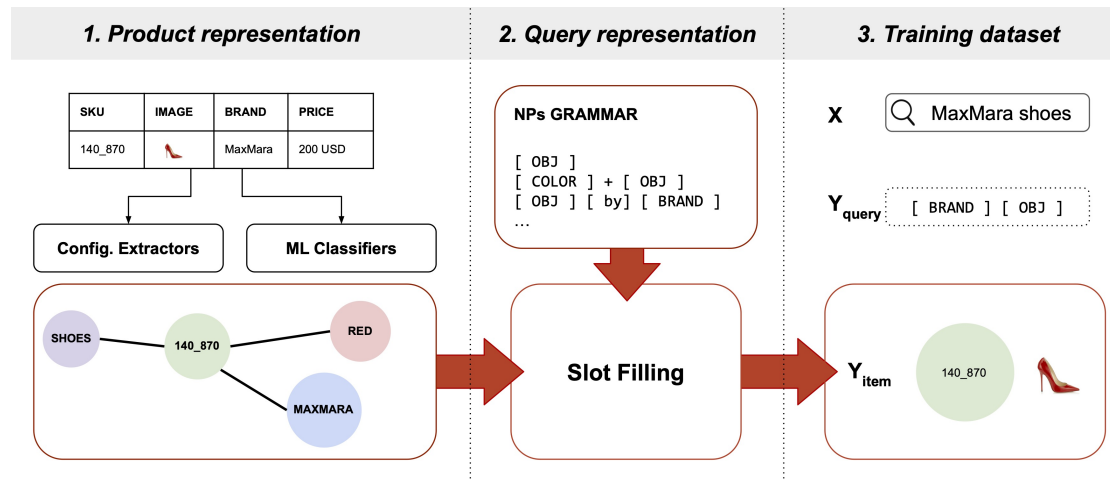 1. Product representation
2. Query representation
3. Training dataset
SKU IMAGE BRAND PRICE
140_870 MaxMara 200 USD
Config. Extractors
ML Classifiers
SHOES
140_870
RED
MAXMARA
NPs GRAMMAR
[ OBJ ]
[ COLOR ] + [ OBJ ]
[ OBJ ] [ by] [ BRAND ]
...
Slot Filling
X MaxMara shoes
Yquery [ BRAND ] [ OBJ ]
Yitem 140_870